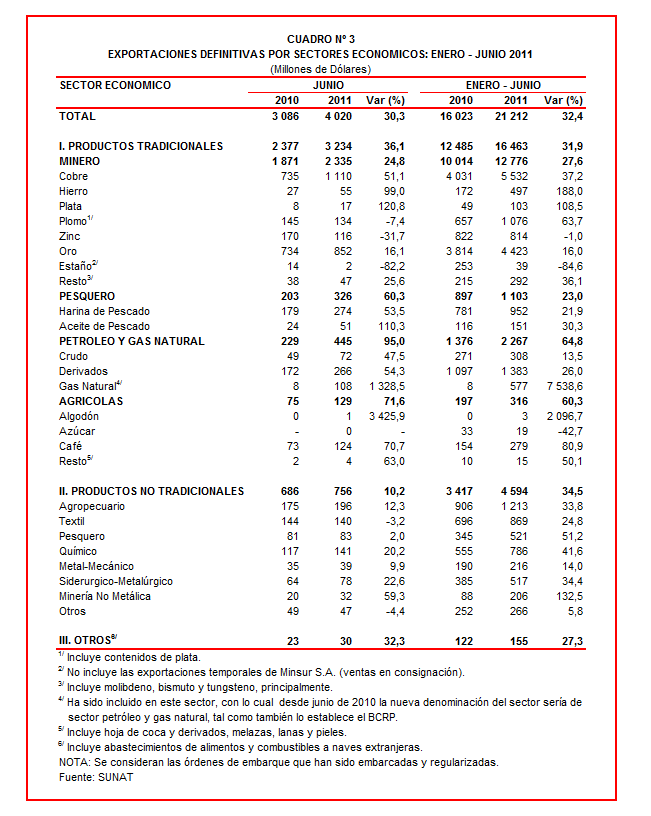 CUADRO Nº 3
EXPORTACIONES DEFINITIVAS POR SECTORES ECONOMICOS: ENERO - JUNIO 2011
(Millones de Dólares)
SECTOR ECONOMICO JUNIO ENERO - JUNIO
2010 2011 Var (%) 2010 2011 Var (%)
TOTAL 3 086 4 020 30,3 16 023 21 212 32,4
I. PRODUCTOS TRADICIONALES 2 377 3 234 36,1 12 485 16 463 31,9
MINERO 1 871 2 335 24,8 10 014 12 776 27,6
Cobre 735 1 110 51,1 4 031 5 532 37,2
Hierro 27 55 99,0 172 497 188,0
Plata 8 17 120,8 49 103 108,5
Plomo1/ 145 134 -7,4 657 1 076 63,7
Zinc 170 116 -31,7 822 814 -1,0
Oro 734 852 16,1 3 814 4 423 16,0
Estaño2/ 14 2 -82,2 253 39 -84,6
Resto3/ 38 47 25,6 215 292 36,1
PESQUERO 203 326 60,3 897 1 103 23,0
Harina de Pescado 179 274 53,5 781 952 21,9
Aceite de Pescado 24 51 110,3 116 151 30,3
PETROLEO Y GAS NATURAL 229 445 95,0 1 376 2 267 64,8
Crudo 49 72 47,5 271 308 13,5
Derivados 172 266 54,3 1 097 1 383 26,0
Gas Natural4/ 8 108 1 328,5 8 577 7 538,6
AGRICOLAS 75 129 71,6 197 316 60,3
Algodón 0 1 3 425,9 0 3 2 096,7
Azúcar - 0 - 33 19 -42,7
Café 73 124 70,7 154 279 80,9
Resto5/ 2 4 63,0 10 15 50,1
II. PRODUCTOS NO TRADICIONALES 686 756 10,2 3 417 4 594 34,5
Agropecuario 175 196 12,3 906 1 213 33,8
Textil 144 140 -3,2 696 869 24,8
Pesquero 81 83 2,0 345 521 51,2
Químico 117 141 20,2 555 786 41,6
Metal-Mecánico 35 39 9,9 190 216 14,0
Siderurgico-Metalúrgico 64 78 22,6 385 517 34,4
Minería No Metálica 20 32 59,3 88 206 132,5
Otros 49 47 -4,4 252 266 5,8
III. OTROS6/ 23 30 32,3 122 155 27,3
1/ Incluye contenidos de plata.
2/ No incluye las exportaciones temporales de Minsur S.A. (ventas en consignación).
3/ Incluye molibdeno, bismuto y tungsteno, principalmente.
4/ Ha sido incluido en este sector, con lo cual desde junio de 2010 la nueva denominación del sector sería de
sector petróleo y gas natural, tal como también lo establece el BCRP.
5/ Incluye hoja de coca y derivados, melazas, lanas y pieles.
6/ Incluye abastecimientos de alimentos y combustibles a naves extranjeras.
NOTA: Se consideran las órdenes de embarque que han sido embarcadas y regularizadas.
Fuente: SUNAT